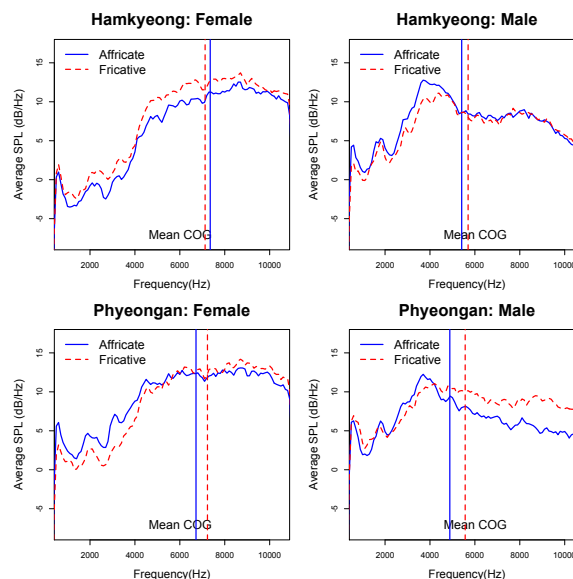 Hamkyeong: Female
Affricate
Fricative
Average SPL (dB/Hz)
15
10
5
0
-5
Mean COG
2000 4000 6000 8000 10000
Frequency(Hz)
Hamkyeong: Male
Affricate
Fricative
Average SPL (dB/Hz)
15
10
5
0
-5
Mean COG
2000 4000 6000 8000 10000
Frequency(Hz)
Phyeongan: Female
Affricate
Fricative
Average SPL (dB/Hz)
15
10
5
0
-5
Mean COG
2000 4000 6000 8000 10000
Frequency(Hz)
Phyeongan: Male
Affricate
Fricative
Average SPL (dB/Hz)
15
10
5
0
-5
Mean COG
2000 4000 6000 8000 10000
Frequency(Hz)